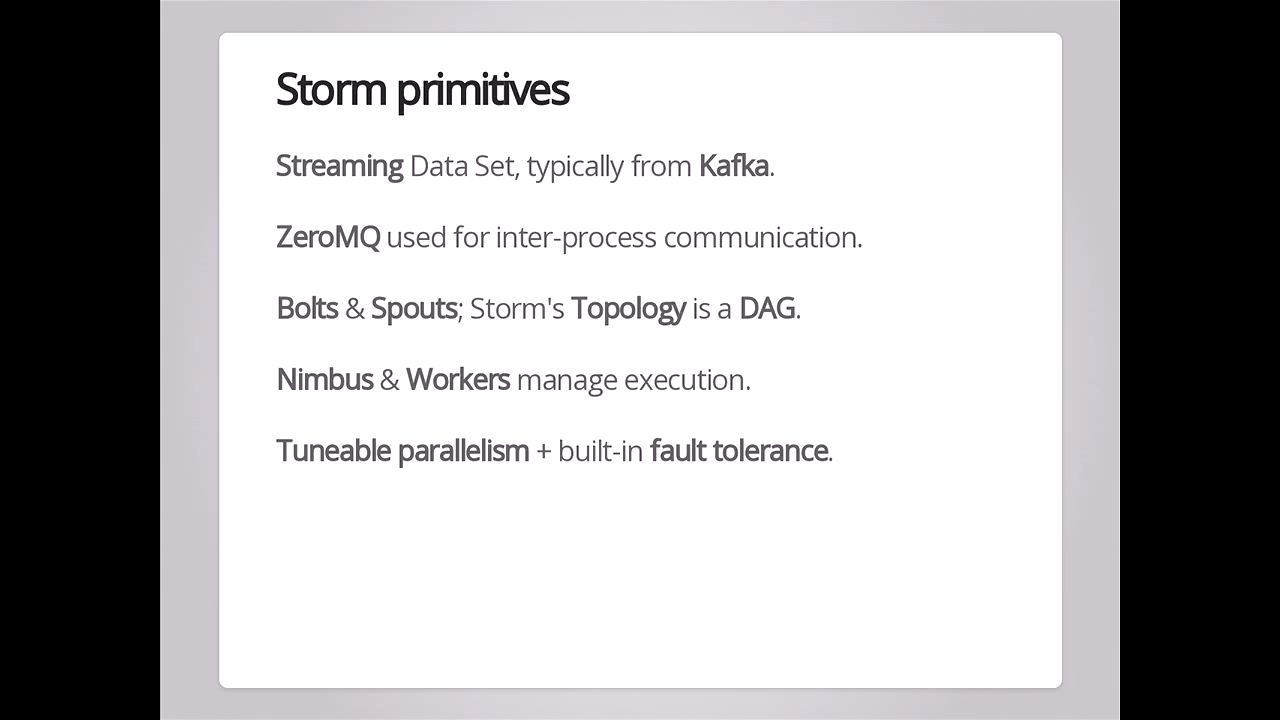 Storm primitives
Streaming Data Set, typically from Kafka.
ZeroMQ used for inter-process communication.
Bolts & Spouts; Storm's Topology is a DAG.
Nimbus & Workers manage execution.
Tuneable parallelism + built-in fault tolerance.